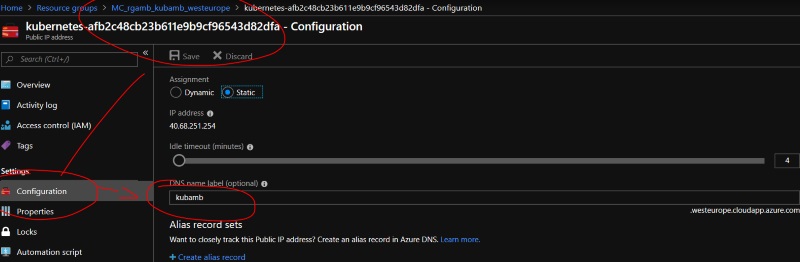 Home > Resource groups > MC_rgamb_kubamb_westeurope > kubernetes-afb2c48cb23b611e9b9cf96543d82dfa - Configuration
kubernetes-afb2c48cb23b611e9b9cf96543d82dfa - Configuration
Public IP address
Search (Ctrl+/)
«
Overview
Activity log
Access control (IAM)
Tags
Settings
Configuration
Properties
Locks
Automation script
Save Discard
Assignment
Dynamic Static
IP address
40.68.251.254
Idle timeout (minutes)
4
DNS name label (optional)
kubamb
.westeurope.cloudapp.azure.com
Alias record sets
Want to closely track this Public IP address? Create an alias record in Azure DNS. Learn more.
+ Create alias record